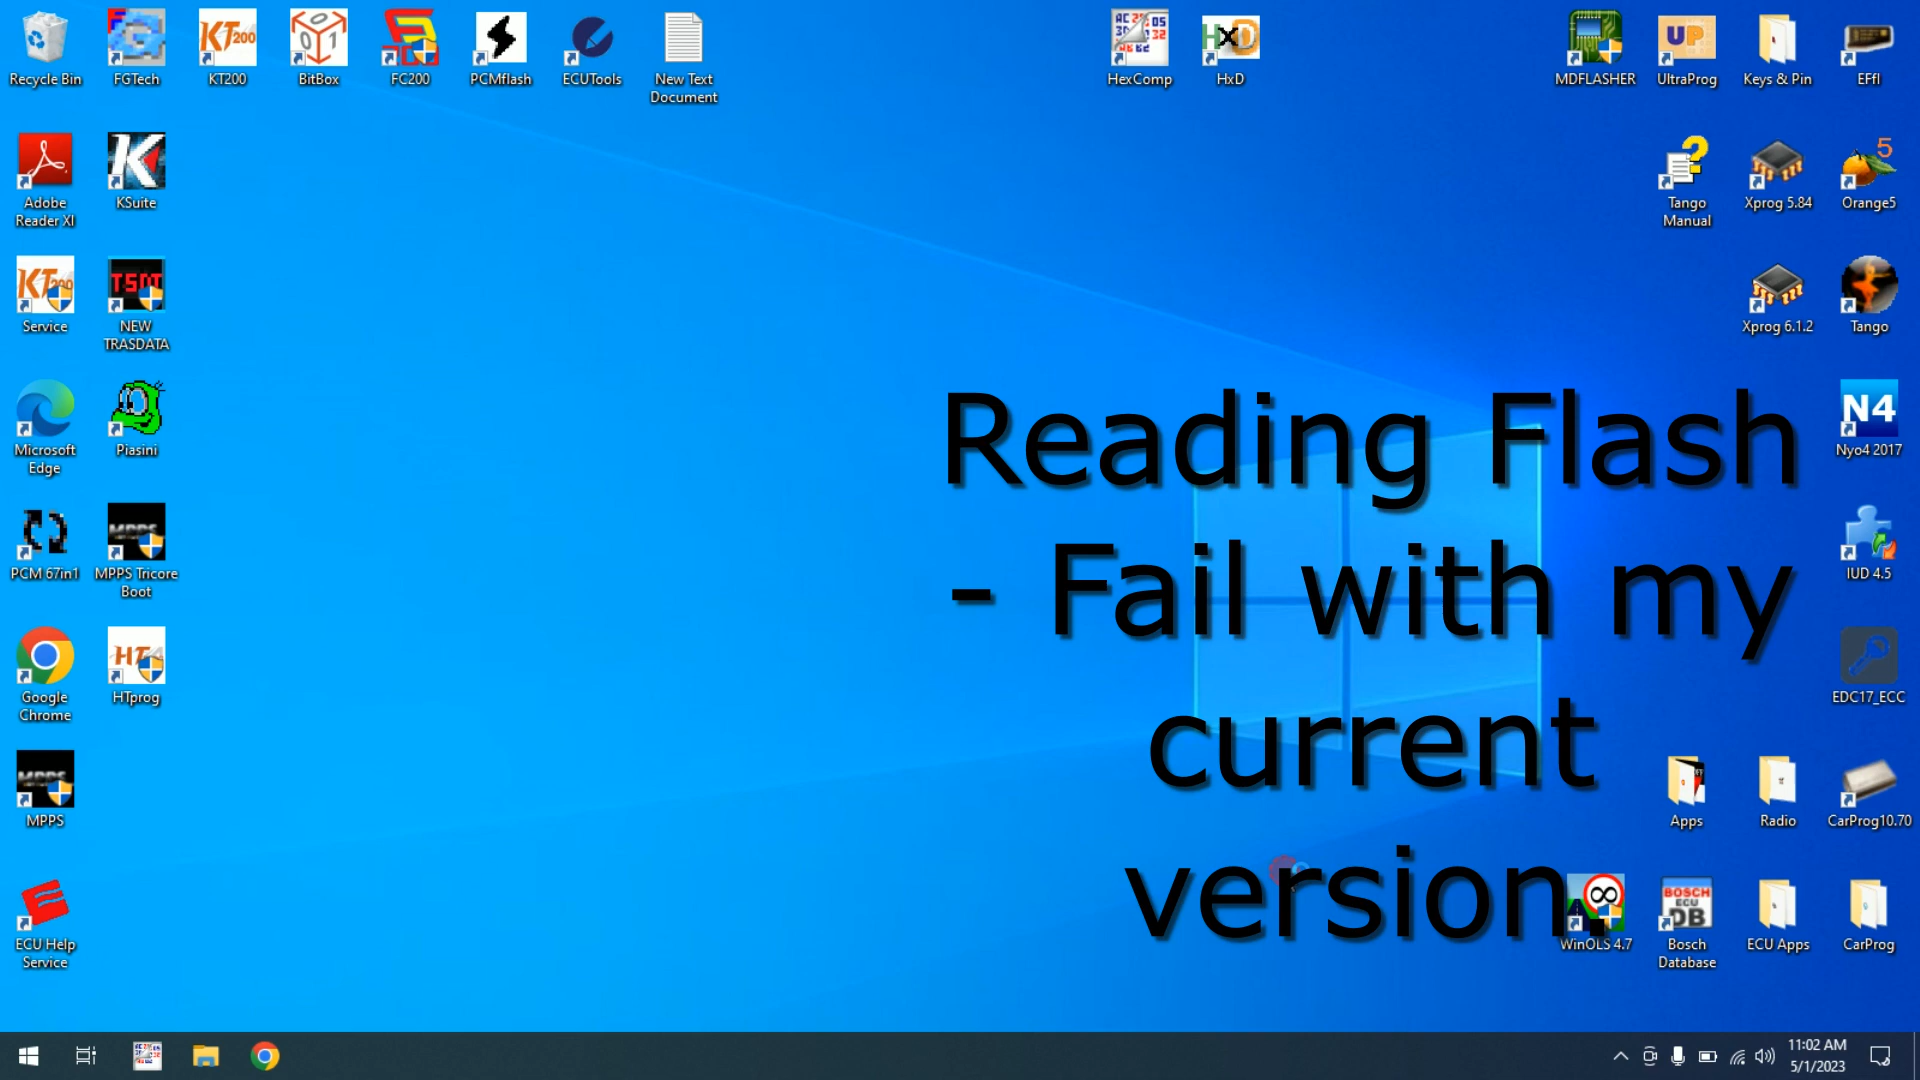 Recycle Bin
FGTech
KT200
BitBox
FC200
PCMflash
ECUTools
New Text
Document
HexComp
HxD
MDFLASHER
UltraProg
Keys & Pin
EFfI
Adobe
Reader XI
KSuite
Tango
Manual
Xprog 5.84
Orange5
Service
NEW
TRASDATA
Xprog 6.1.2
Tango
Microsoft
Edge
Piasini
Nyo4 2017
PCM 67in1
MPPS Tricore
Boot
IUD 4.5
Google
Chrome
HTprog
EDC17_ECC
MPPS
Apps
Radio
CarProg10.70
ECU Help
Service
WinOLS 4.7
Bosch
Database
ECU Apps
CarProg
Reading Flash
- Fail with my
current
version.
11:02 AM
5/1/2023